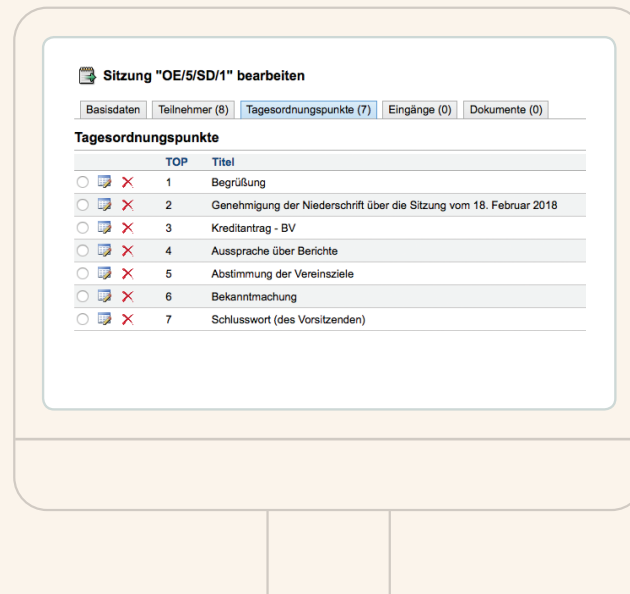 Sitzung "OE/5/SD/1" bearbeiten
Basisdaten Teilnehmer (8) Tagesordnungspunkte (7) Eingänge (0) Dokumente (0)
Tagesordnungspunkte
TOP Titel
1 Begrüßung
2 Genehmigung der Niederschrift über die Sitzung vom 18. Februar 2018
3 Kreditantrag - BV
4 Aussprache über Berichte
5 Abstimmung der Vereinsziele
6 Bekanntmachung
7 Schlusswort (des Vorsitzenden)